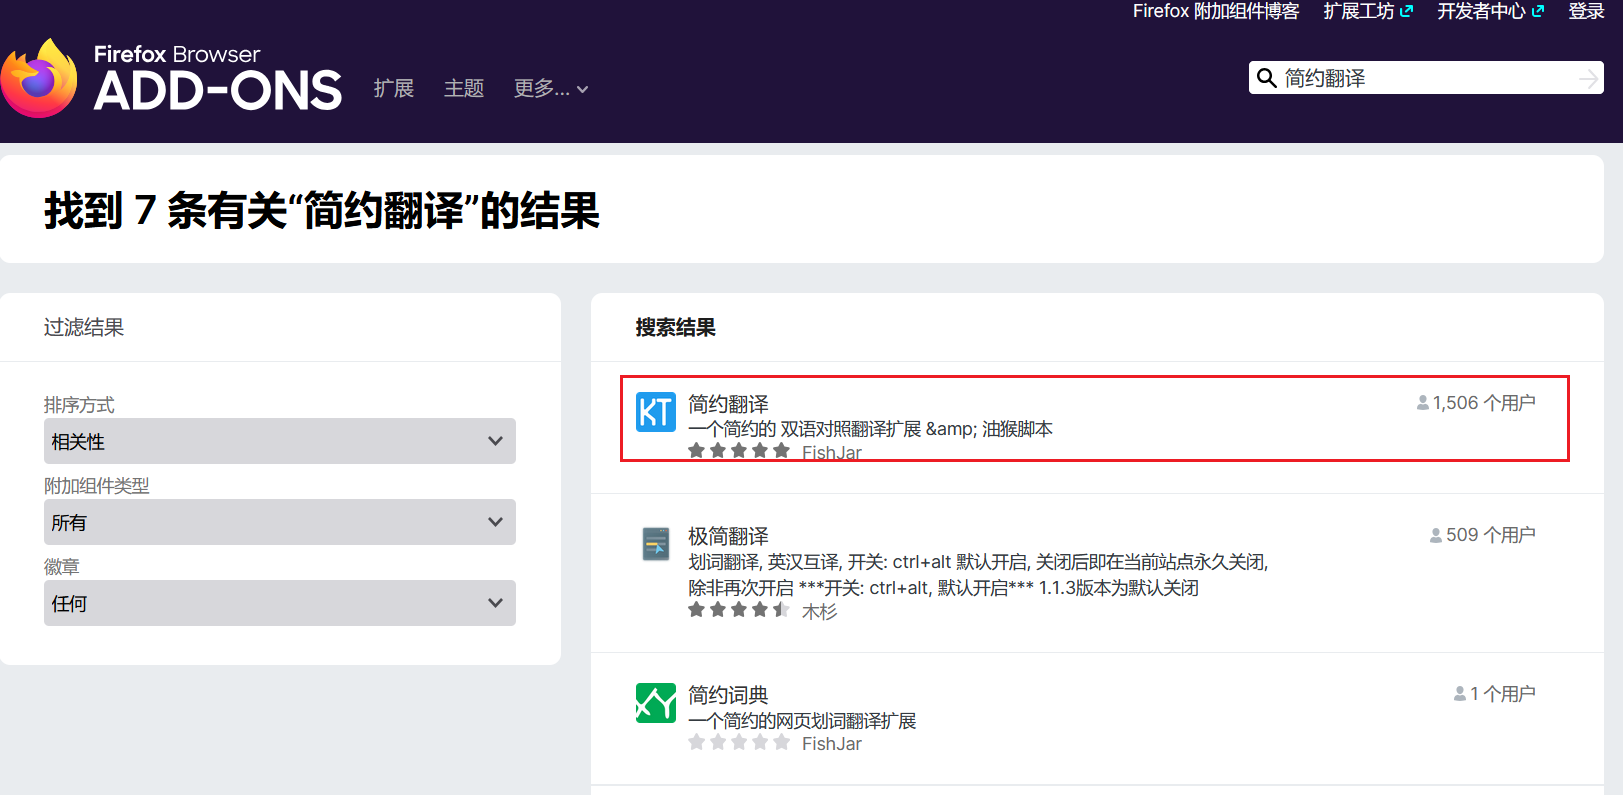 Firefox 附加组件博客 扩展工坊 开发者中心 登录
Firefox Browser
ADD-ONS
扩展 主题 更多...
简约翻译
找到 7 条有关“简约翻译”的结果
过滤结果
排序方式
相关性
附加组件类型
所有
徽章
任何
搜索结果
KT
简约翻译
1,506 个用户
一个简约的 双语对照翻译扩展 &amp; 油猴脚本
FishJar
极简翻译
509 个用户
划词翻译, 英汉互译, 开关: ctrl+alt 默认开启, 关闭后即在当前站点永久关闭,
除非再次开启 ***开关: ctrl+alt, 默认开启*** 1.1.3版本为默认关闭
木杉
XY
简约词典
1 个用户
一个简约的网页划词翻译扩展
FishJar